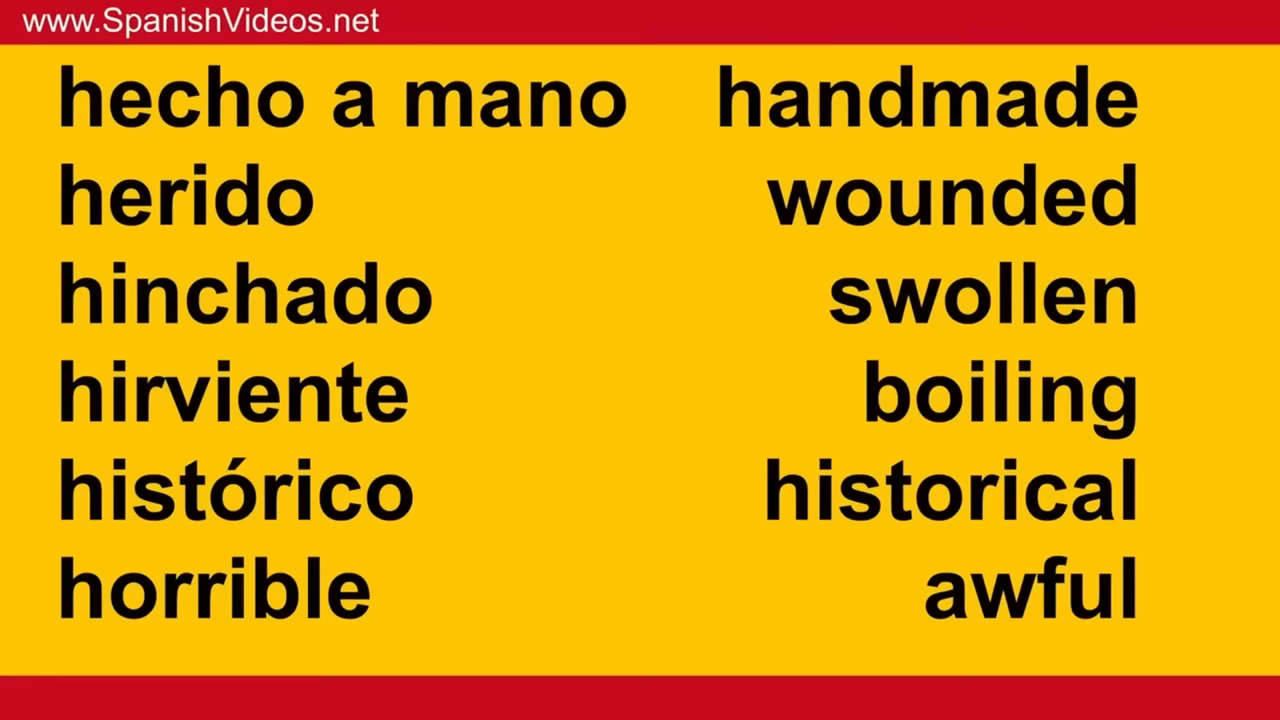 www.SpanishVideos.net
hecho a mano handmade
herido wounded
hinchado swollen
hirviente boiling
histórico historical
horrible awful